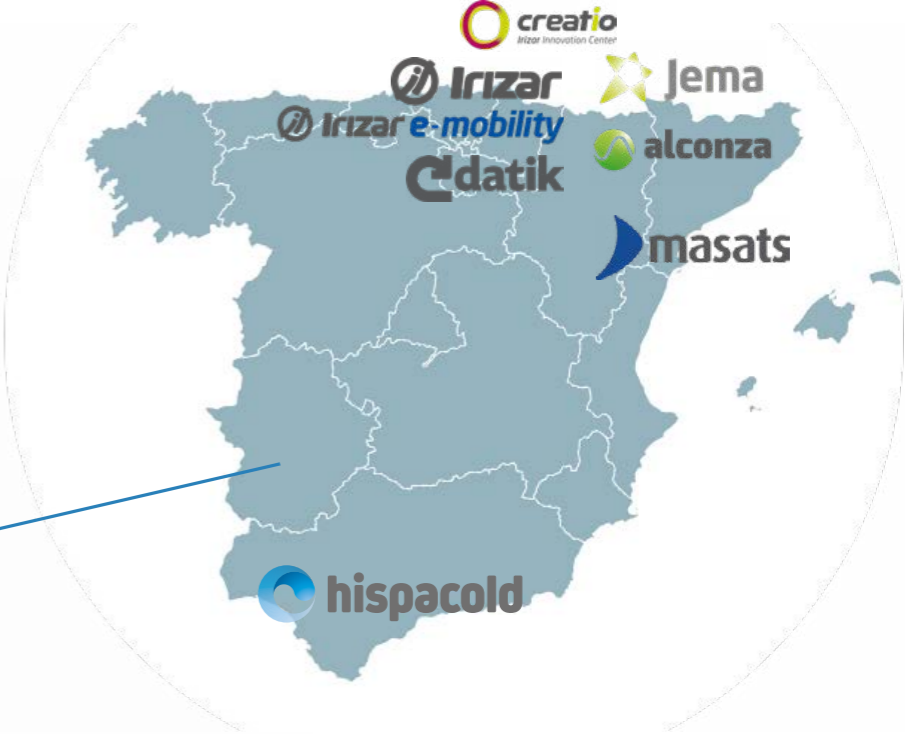 creatio
Irizar Innovation Center
Irizar
Jema
Irizar e-mobility
alconza
datik
masats
hispacold